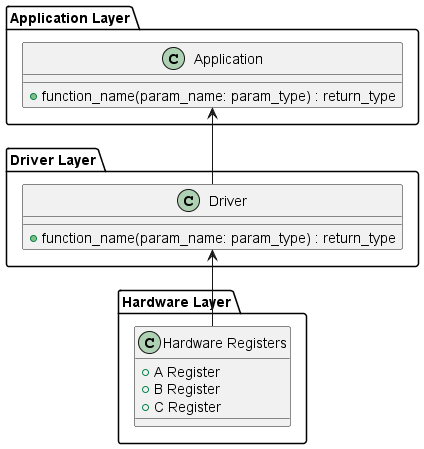 Application Layer
C Application
function_name(param_name: param_type) : return_type
Driver Layer
C Driver
function_name(param_name: param_type) : return_type
Hardware Layer
C Hardware Registers
A Register
B Register
C Register